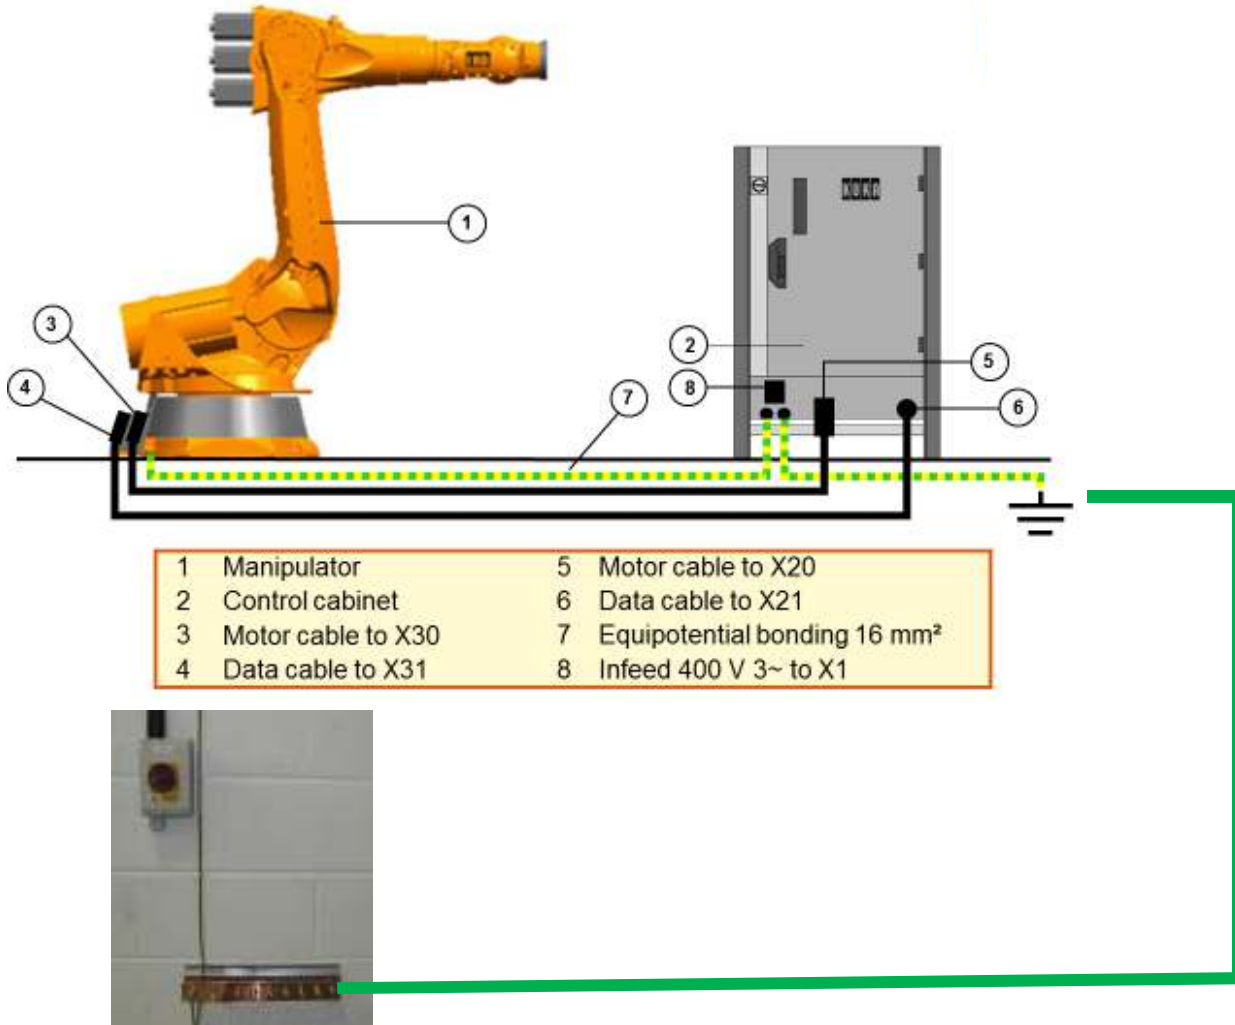 KUKA
1
3
2
5
4
8
7
6
1 Manipulator 5 Motor cable to X20
2 Control cabinet 6 Data cable to X21
3 Motor cable to X30 7 Equipotential bonding 16 mm²
4 Data cable to X31 8 Infeed 400 V 3~ to X1